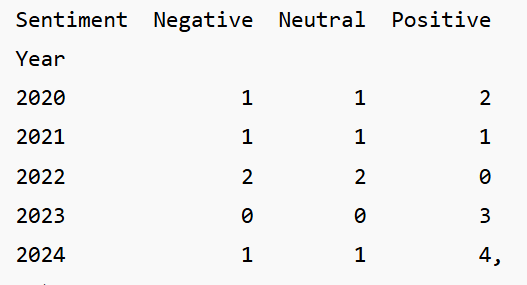 Sentiment  Negative  Neutral  Positive
Year
2020              1        1         2
2021              1        1         1
2022              2        2         0
2023              0        0         3
2024              1        1         4,